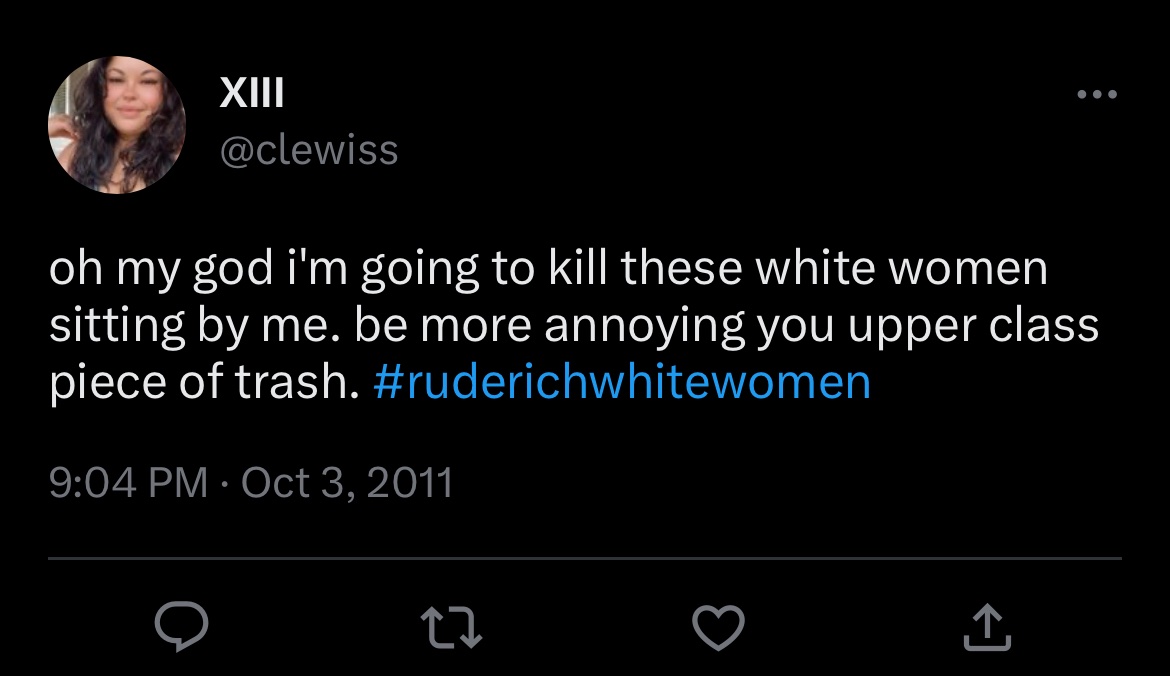 XIII
@clewiss
oh my god i'm going to kill these white women
sitting by me. be more annoying you upper class
piece of trash. #ruderichwhitewomen
9:04 PM · Oct 3, 2011